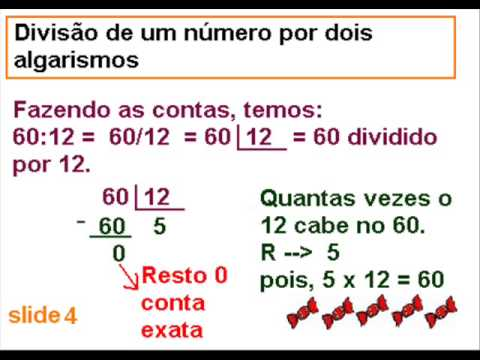 Divisão de um número por dois
algarismos
Fazendo as contas, temos:
60:12 = 60/12 = 60 12 = 60 dividido
por 12.
60 12
- 60 5
0
Resto 0
conta
exata
Quantas vezes o
12 cabe no 60.
R --> 5
pois, 5 x 12 = 60
slide 4